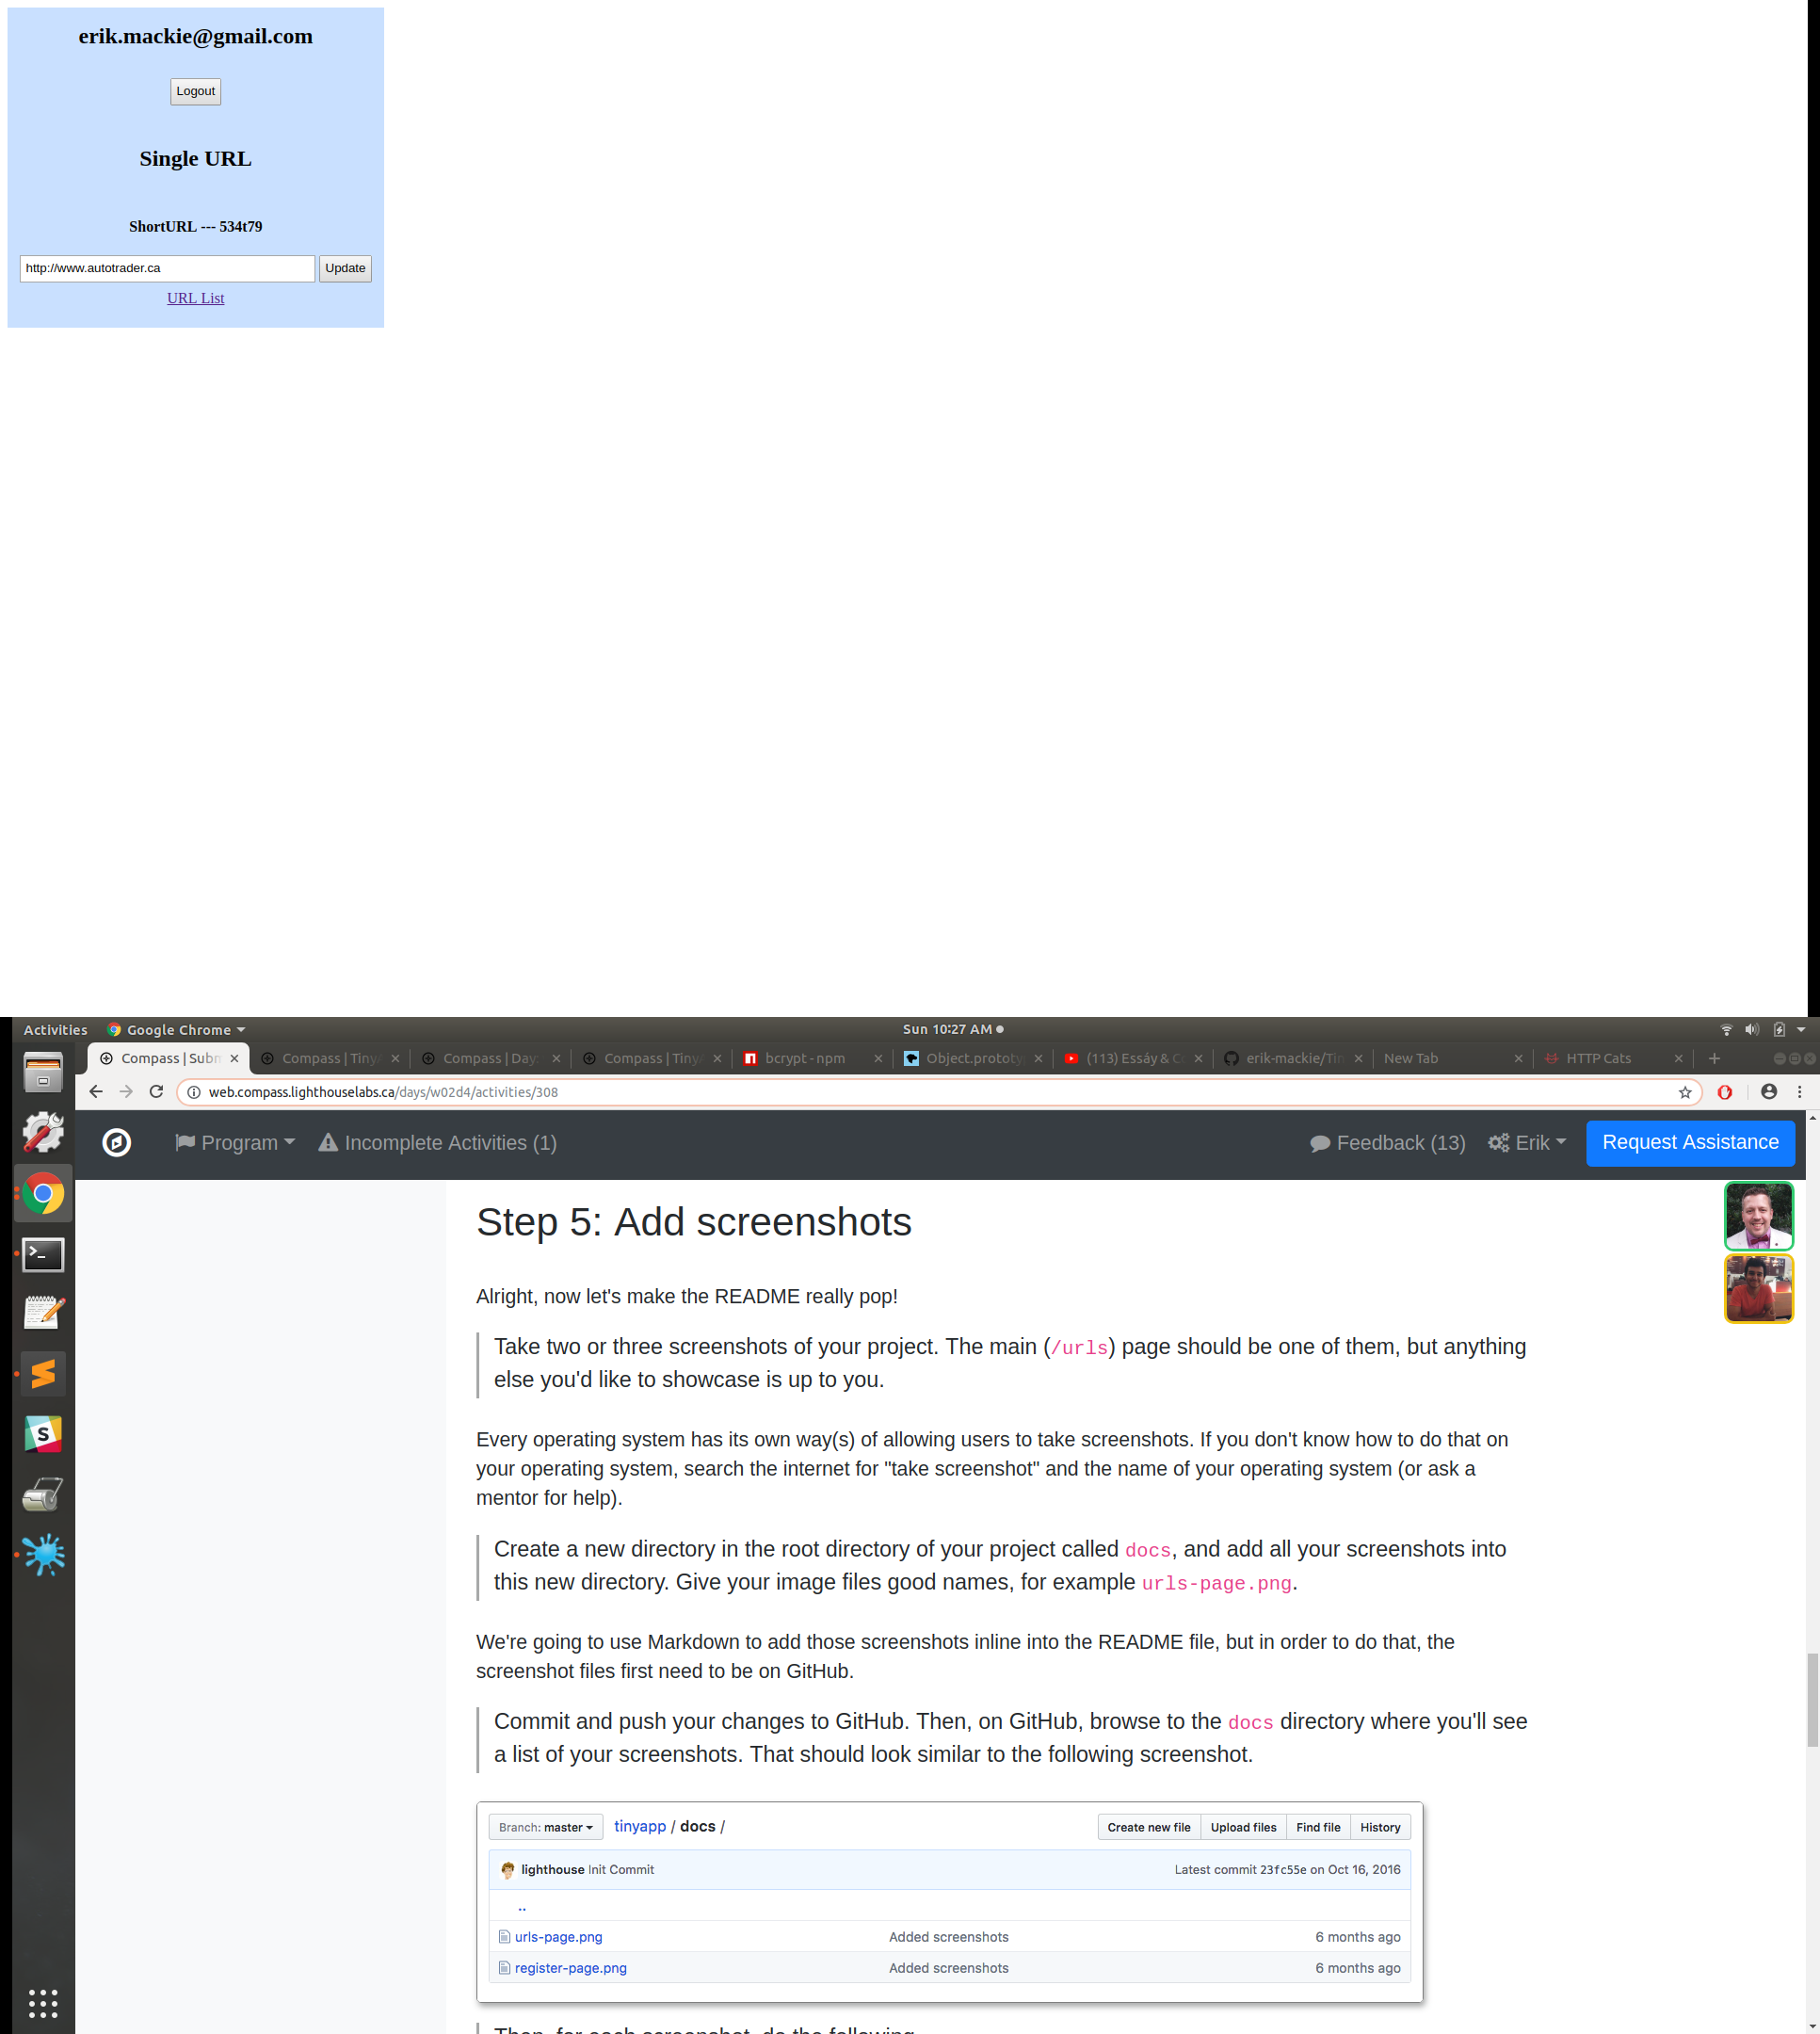 erik.mackie@gmail.com
Logout
Single URL
ShortURL --- 534t79
http://www.autotrader.ca Update
URL List
Activities Google Chrome Sun 10:27 AM
Compass | Subm Compass | Tiny Compass | Day Compass | Tiny bcrypt - npm Object.prototy (113) Essáy & C erik-mackie/Tin New Tab HTTP Cats
web.compass.lighthouselabs.ca/days/w02d4/activities/308
Program Incomplete Activities (1) Feedback (13) Erik Request Assistance
Step 5: Add screenshots
Alright, now let's make the README really pop!
Take two or three screenshots of your project. The main (/urls) page should be one of them, but anything
else you'd like to showcase is up to you.
Every operating system has its own way(s) of allowing users to take screenshots. If you don't know how to do that on
your operating system, search the internet for "take screenshot" and the name of your operating system (or ask a
mentor for help).
Create a new directory in the root directory of your project called docs, and add all your screenshots into
this new directory. Give your image files good names, for example urls-page.png.
We're going to use Markdown to add those screenshots inline into the README file, but in order to do that, the
screenshot files first need to be on GitHub.
Commit and push your changes to GitHub. Then, on GitHub, browse to the docs directory where you'll see
a list of your screenshots. That should look similar to the following screenshot.
Branch: master tinyapp / docs / Create new file Upload files Find file History
lighthouse Init Commit Latest commit 23fc55e on Oct 16, 2016
..
urls-page.png Added screenshots 6 months ago
register-page.png Added screenshots 6 months ago
Then, for each screenshot, do the following